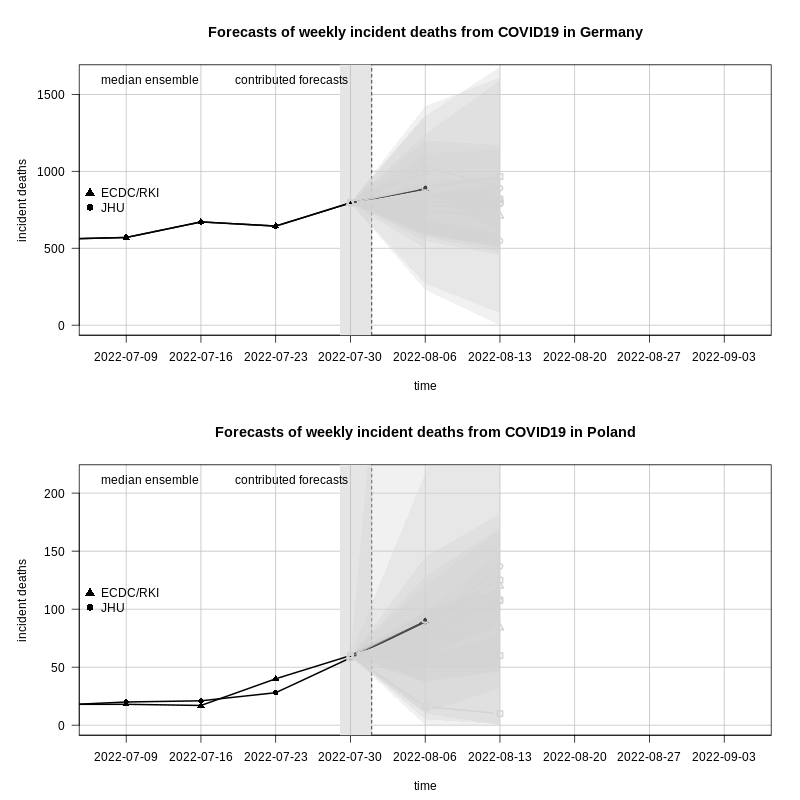 Forecasts of weekly incident deaths from COVID19 in Germany
median ensemble contributed forecasts
1500
1000
500
0
incident deaths
ECDC/RKI
JHU
2022-07-09 2022-07-16 2022-07-23 2022-07-30 2022-08-06 2022-08-13 2022-08-20 2022-08-27 2022-09-03
time
Forecasts of weekly incident deaths from COVID19 in Poland
median ensemble contributed forecasts
200
150
100
50
0
incident deaths
ECDC/RKI
JHU
2022-07-09 2022-07-16 2022-07-23 2022-07-30 2022-08-06 2022-08-13 2022-08-20 2022-08-27 2022-09-03
time